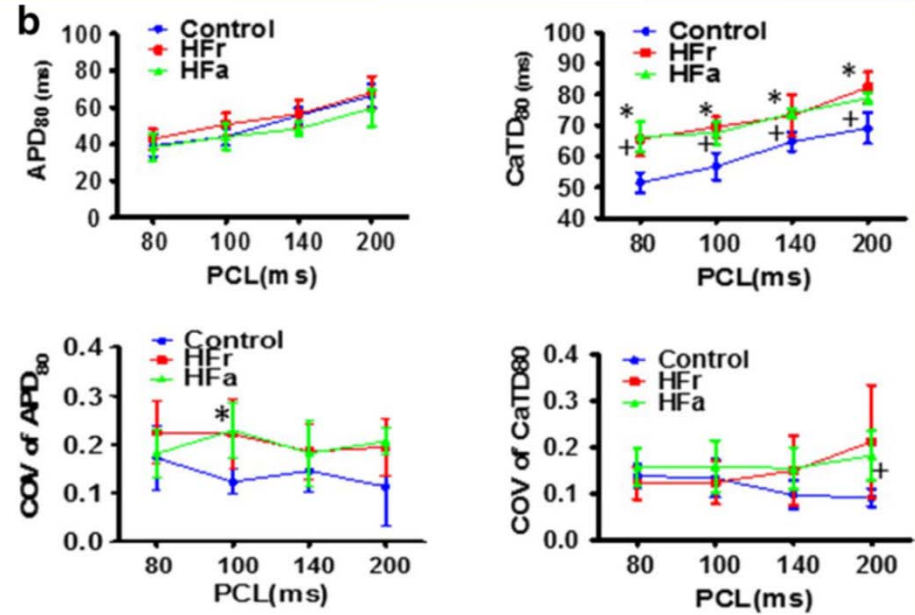 b
Control
HFr
HFa
APD80 (ms)
100
80
60
40
20
0
80 100 140 200
PCL(ms)
Control
HFr
HFa
CaTD80 (ms)
100
90
80
70
60
50
40
* * * *
+ + + +
80 100 140 200
PCL(ms)
Control
HFr
HFa
COV of APD80
0.4
0.3
0.2
0.1
0.0
*
80 100 140 200
PCL(ms)
Control
HFr
HFa
COV of CaTD80
0.4
0.3
0.2
0.1
0.0
+
80 100 140 200
PCL(ms)